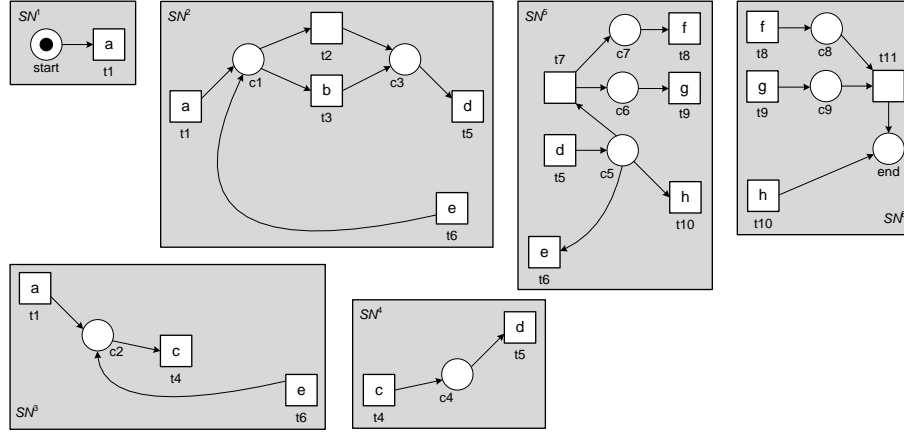 SN1
a
start
t1
SN2
t2
c1
c3
a
b
d
t1
t3
t5
e
t6
SN5
f
t7
c7
t8
g
c6
t9
d
t5
c5
h
t10
e
t6
f
c8
t11
t8
g
t9
c9
h
end
t10
SN6
a
t1
c2
c
t4
e
SN3
t6
SN4
d
t5
c
t4
c4